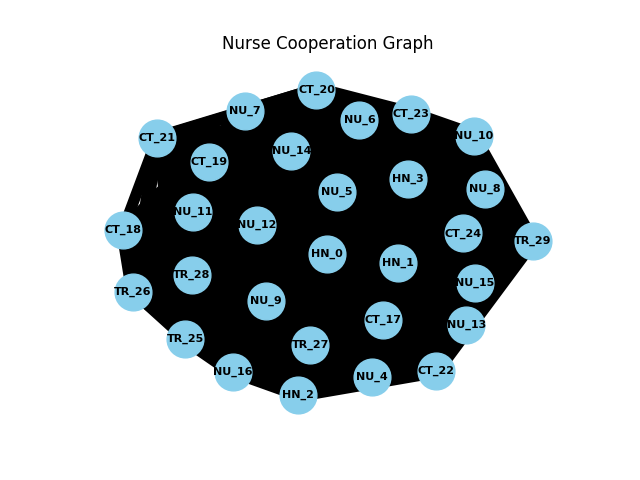 Nurse Cooperation Graph
CT_20
NU_7
CT_23
NU_6
CT_21
NU_10
NU_14
CT_19
HN_3
NU_8
NU_5
NU_11
NU_12
CT_18
CT_24
TR_29
HN_0
HN_1
TR_28
NU_15
TR_26
NU_9
CT_17
NU_13
TR_25
TR_27
CT_22
NU_16
NU_4
HN_2